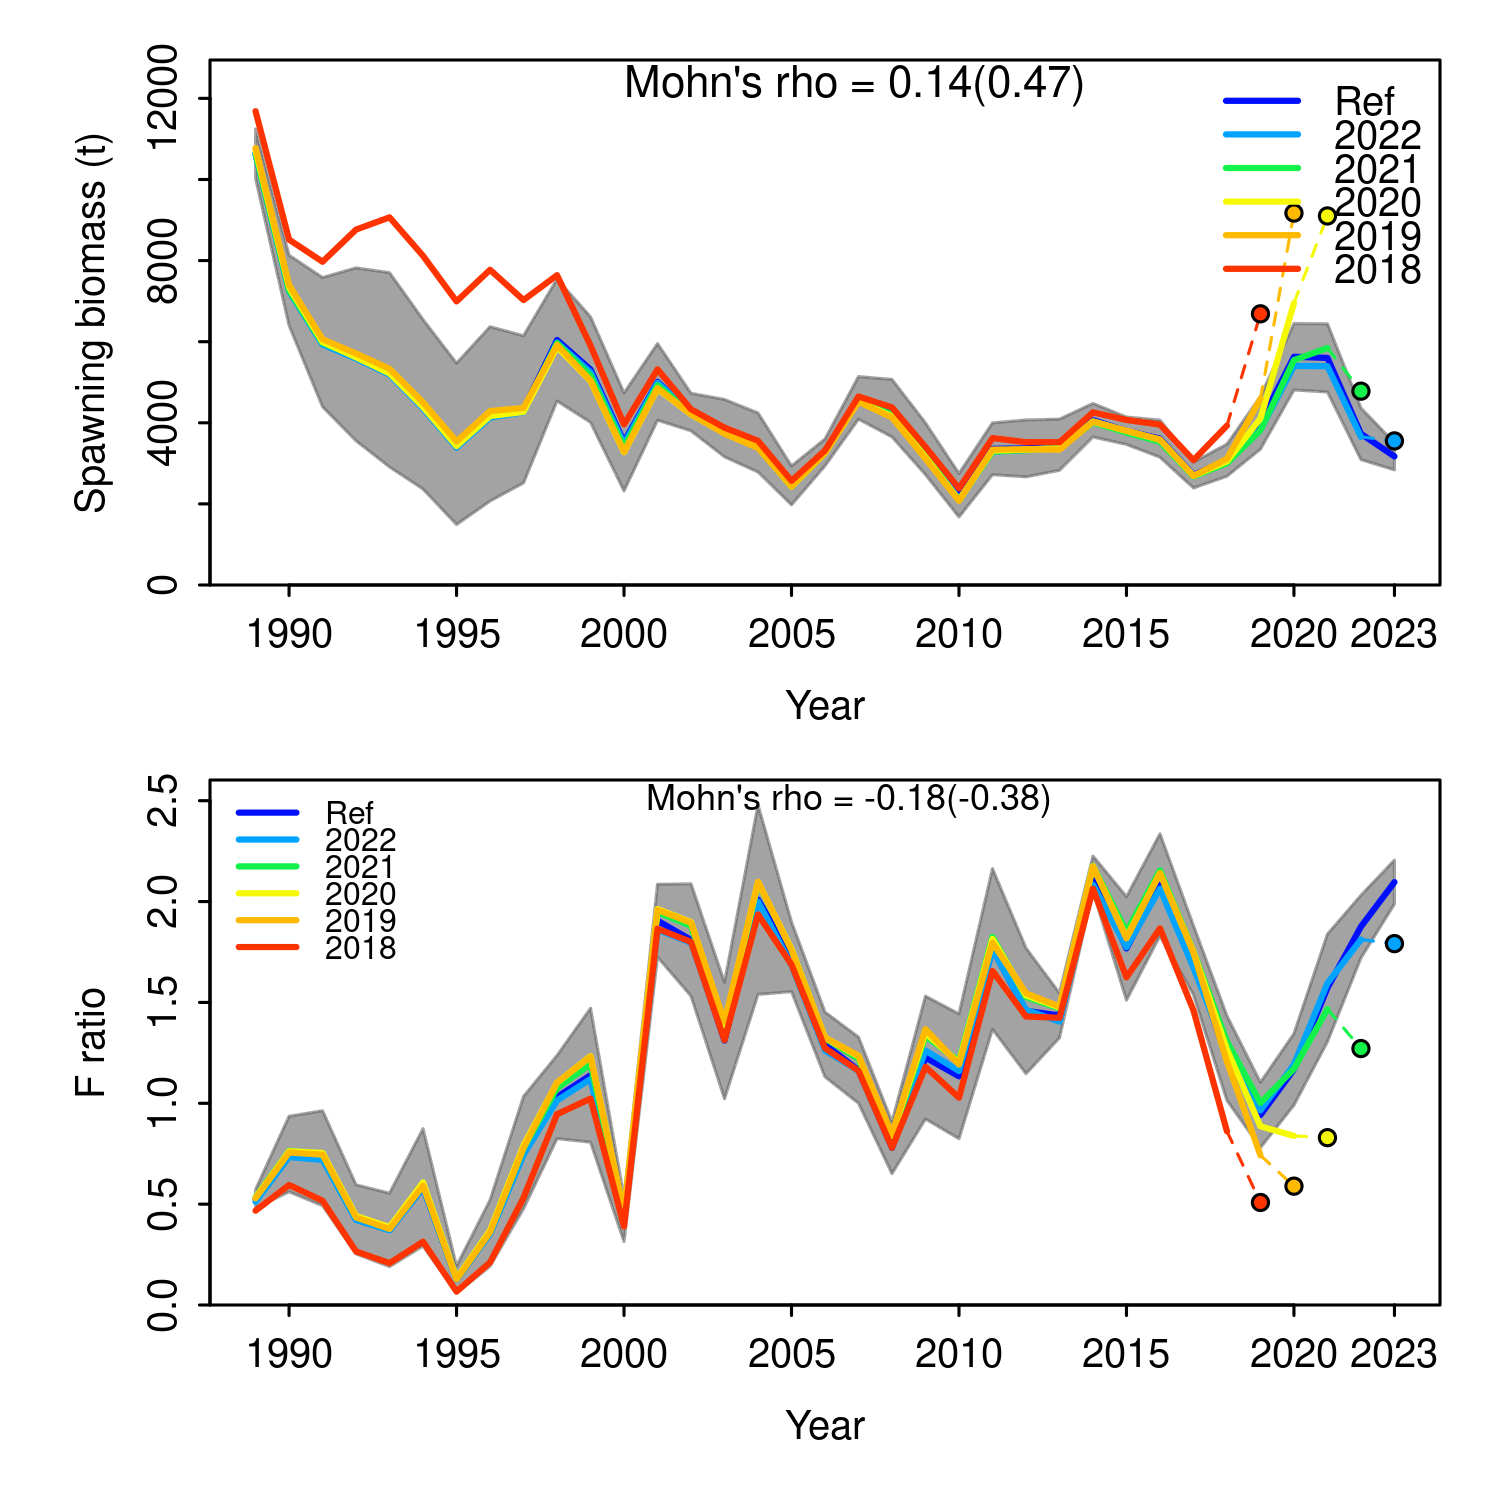 Mohn's rho = 0.14(0.47)
Ref
2022
2021
2020
2019
2018
Spawning biomass (t)
12000
8000
4000
0
1990 1995 2000 2005 2010 2015 2020 2023
Year
Mohn's rho = -0.18(-0.38)
Ref
2022
2021
2020
2019
2018
F ratio
2.5
2.0
1.5
1.0
0.5
0.0
1990 1995 2000 2005 2010 2015 2020 2023
Year